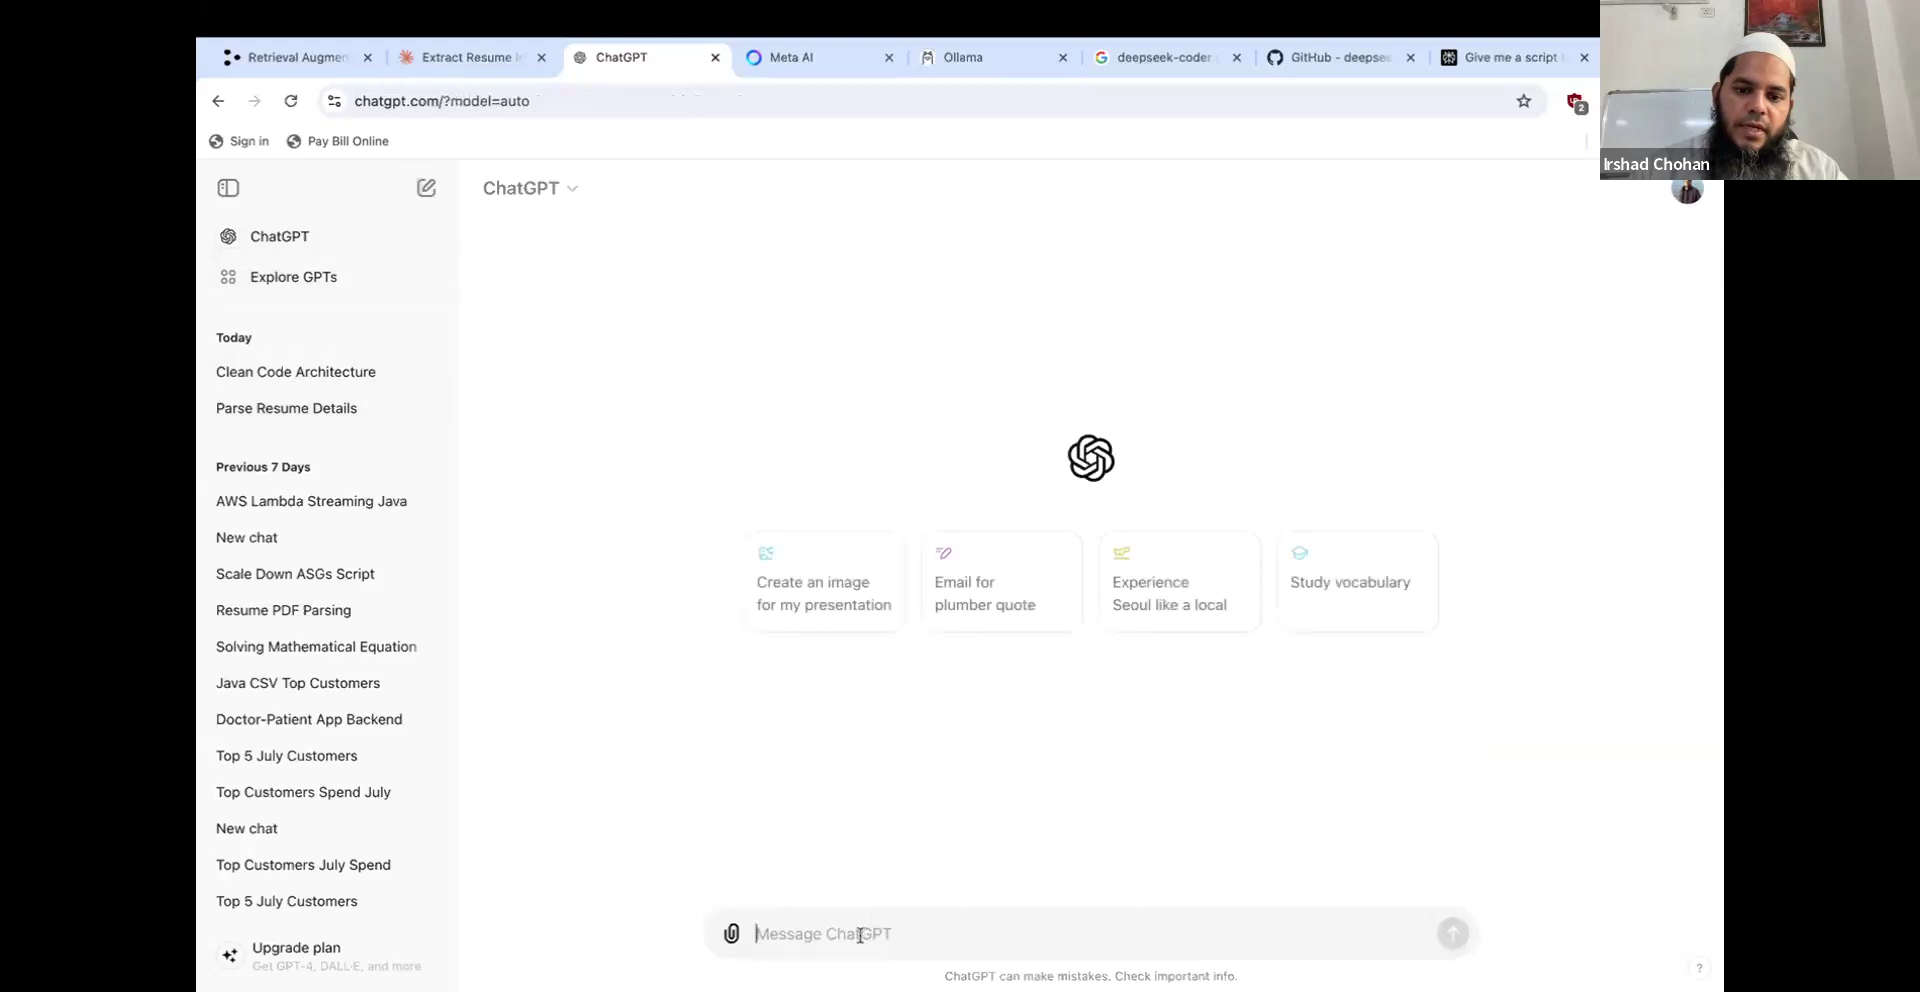 Retrieval Augmen
Extract Resume In
ChatGPT
Meta AI
Ollama
deepseek-coder
GitHub - deepsee
Give me a script
chatgpt.com/?model=auto
2
Sign in
Pay Bill Online
Irshad Chohan
ChatGPT
ChatGPT
Explore GPTs
Today
Clean Code Architecture
Parse Resume Details
Previous 7 Days
AWS Lambda Streaming Java
New chat
Scale Down ASGs Script
Resume PDF Parsing
Solving Mathematical Equation
Java CSV Top Customers
Doctor-Patient App Backend
Top 5 July Customers
Top Customers Spend July
New chat
Top Customers July Spend
Top 5 July Customers
Upgrade plan
Get GPT-4, DALL·E, and more
Create an image
for my presentation
Email for
plumber quote
Experience
Seoul like a local
Study vocabulary
Message ChatGPT
ChatGPT can make mistakes. Check important info.
?